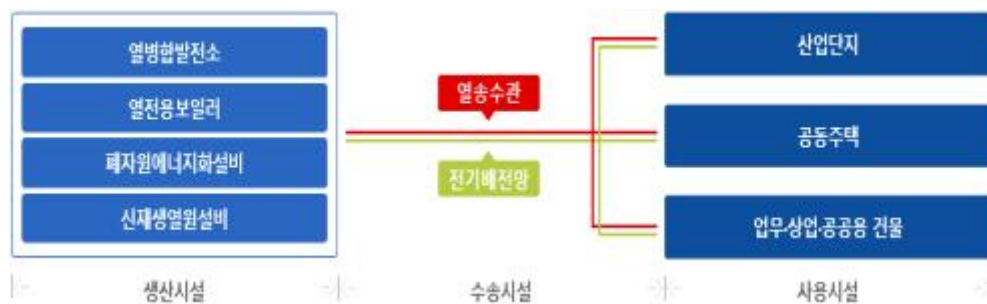 열병합발전소
열전용보일러
폐자원에너지화설비
신재생열원설비
열송수관
전기배전망
산업단지
공동주택
업무·상업·공공용 건물
생산시설
수송시설
사용시설